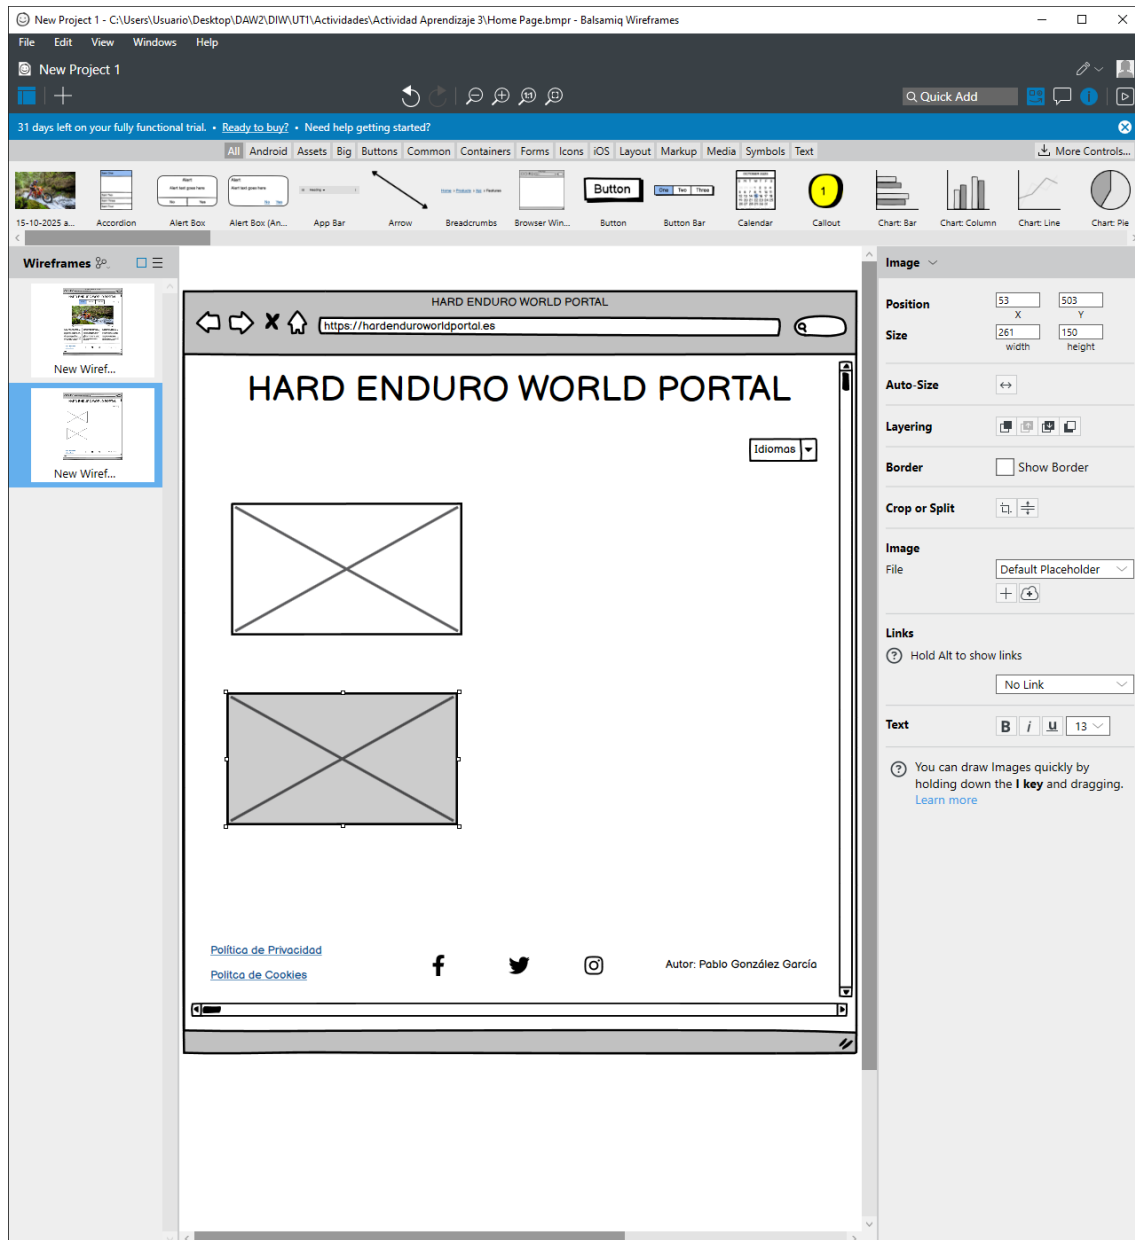 New Project 1 - C:\Users\Usuario\Desktop\DAW2\DIW\UT1\Actividades\Actividad Aprendizaje 3\Home Page.bmpr - Balsamiq Wireframes
File Edit View Windows Help
New Project 1
Quick Add
31 days left on your fully functional trial. • Ready to buy? • Need help getting started?
All Android Assets Big Buttons Common Containers Forms Icons iOS Layout Markup Media Symbols Text More Controls...
Button
One Two Three
1
15-10-2025 a... Accordion Alert Box Alert Box (An... App Bar Arrow Breadcrumbs Browser Win... Button Button Bar Calendar Callout Chart: Bar Chart: Column Chart: Line Chart: Pie
Wireframes
New Wiref...
New Wiref...
HARD ENDURO WORLD PORTAL
https://hardenduroworldportal.es
HARD ENDURO WORLD PORTAL
Idiomas
Política de Privacidad
Politca de Cookies
Autor: Pablo González García
Image
Position 53 503
X Y
Size 261 150
width height
Auto-Size
Layering
Border Show Border
Crop or Split
Image
File Default Placeholder
Links
Hold Alt to show links
No Link
Text B i u 13
You can draw Images quickly by
holding down the I key and dragging.
Learn more